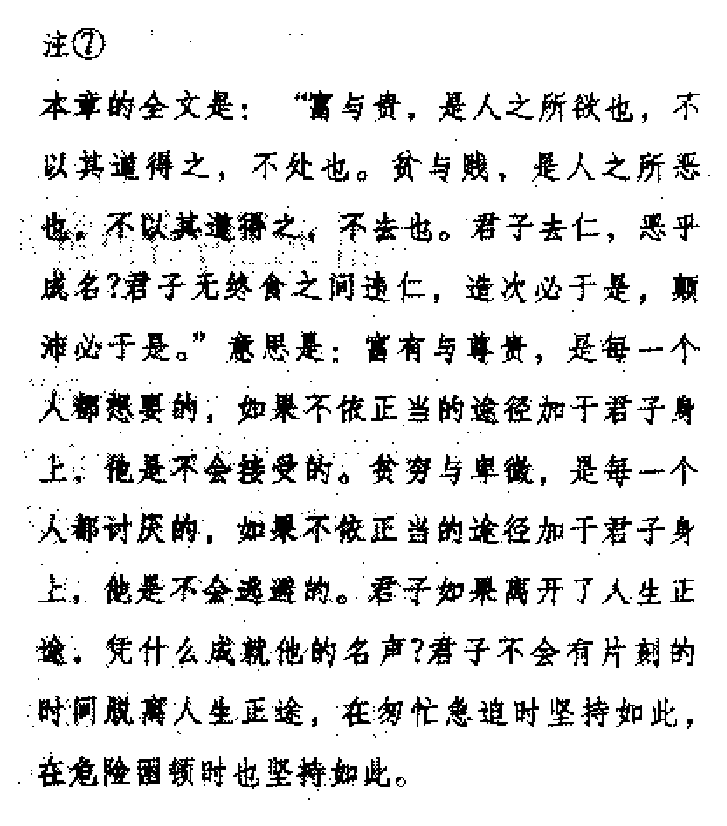 注⑦
本章的全文是：“富与贵，是人之所欲也，不
以其道得之，不处也。贫与贱，是人之所恶
也，不以其道得之，不去也。君子去仁，恶乎
成名?君子无终食之间违仁，造次必于是，颠
沛必于是。”意思是：富有与尊贵，是每一个
人都想要的，如果不依正当的途径加于君子身
上，他是不会接受的。贫穷与卑微，是每一个
人都讨厌的，如果不依正当的途径加于君子身
上，他是不会逃避的。君子如果离开了人生正
途，凭什么成就他的名声?君子不会有片刻的
时间脱离人生正途，在匆忙急迫时坚持如此，
在危险困顿时也坚持如此。